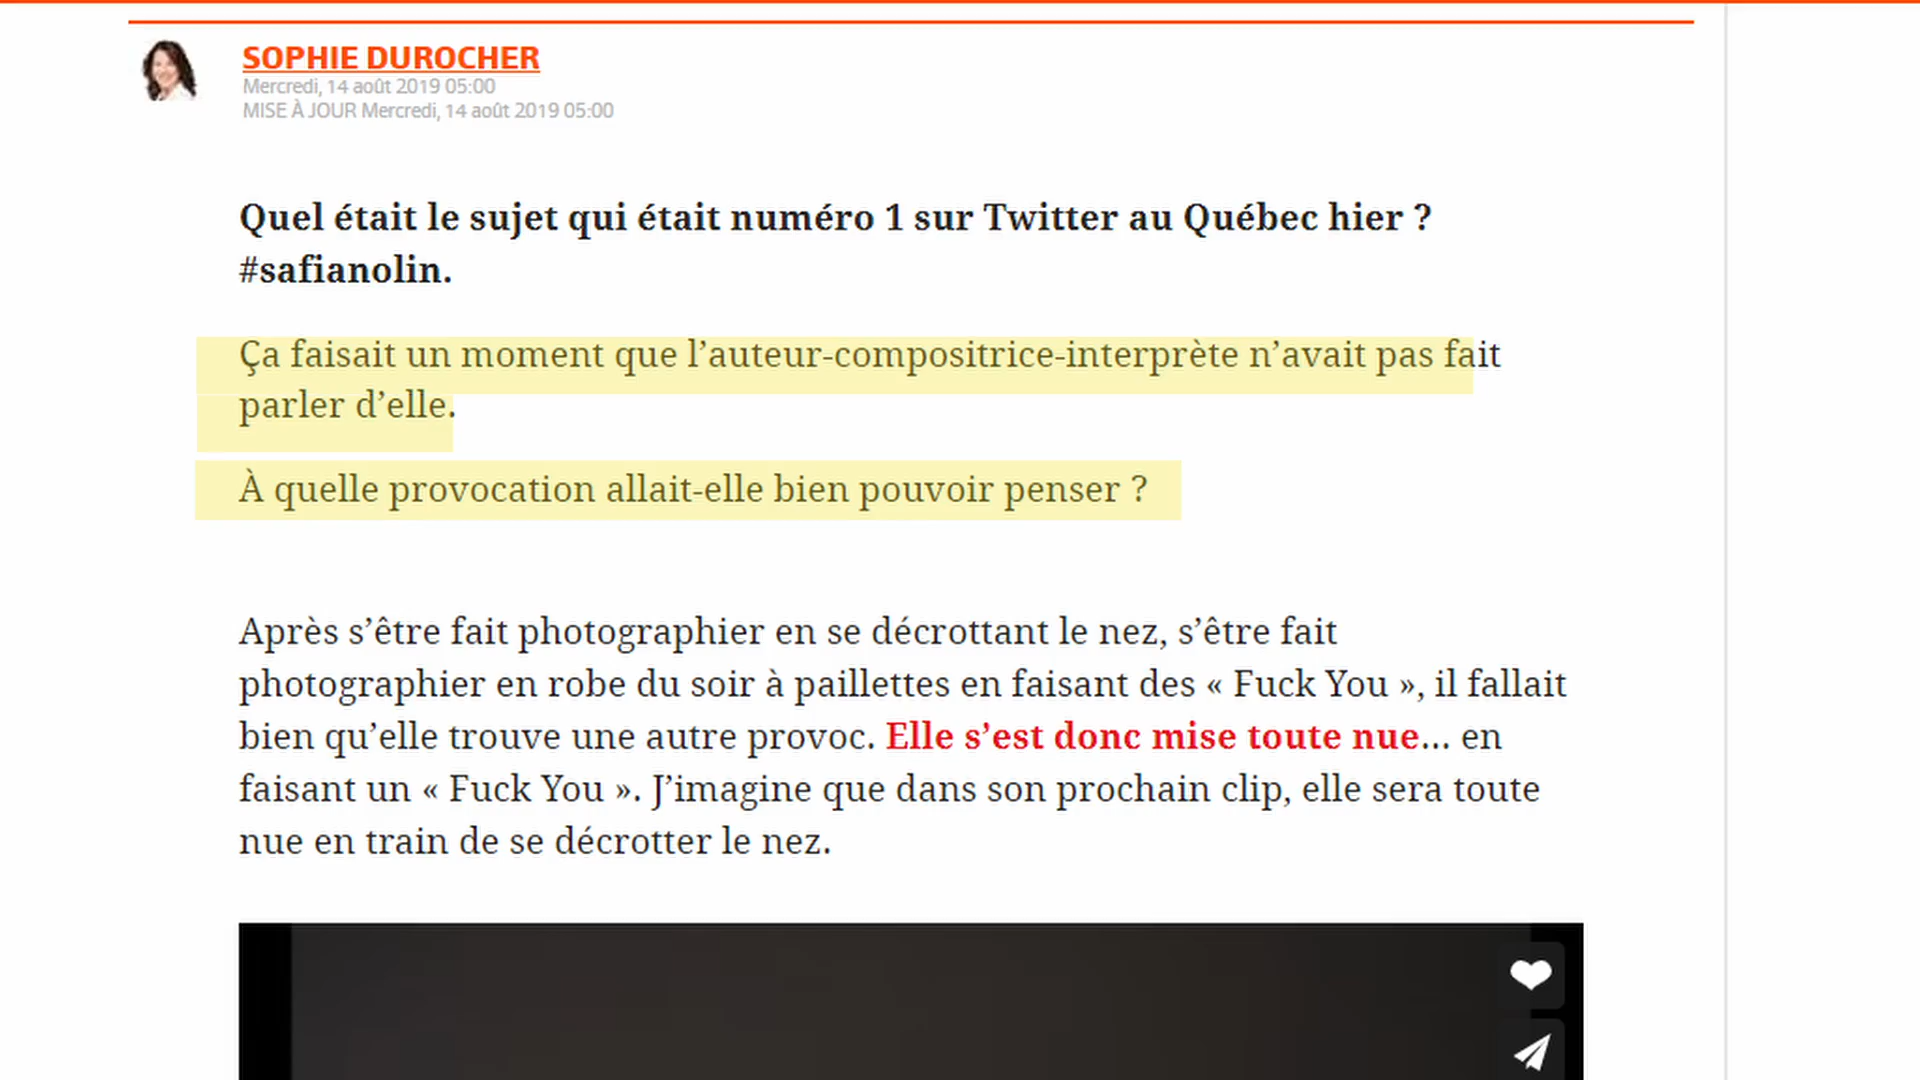 SOPHIE DUROCHER
Mercredi, 14 août 2019 05:00
MISE À JOUR Mercredi, 14 août 2019 05:00
Quel était le sujet qui était numéro 1 sur Twitter au Québec hier ?
#safianolin.
Ça faisait un moment que l’auteur-compositrice-interprète n’avait pas fait
parler d’elle.
À quelle provocation allait-elle bien pouvoir penser ?
Après s’être fait photographier en se décrottant le nez, s’être fait
photographier en robe du soir à paillettes en faisant des « Fuck You », il fallait
bien qu’elle trouve une autre provoc. Elle s’est donc mise toute nue… en
faisant un « Fuck You ». J’imagine que dans son prochain clip, elle sera toute
nue en train de se décrotter le nez.